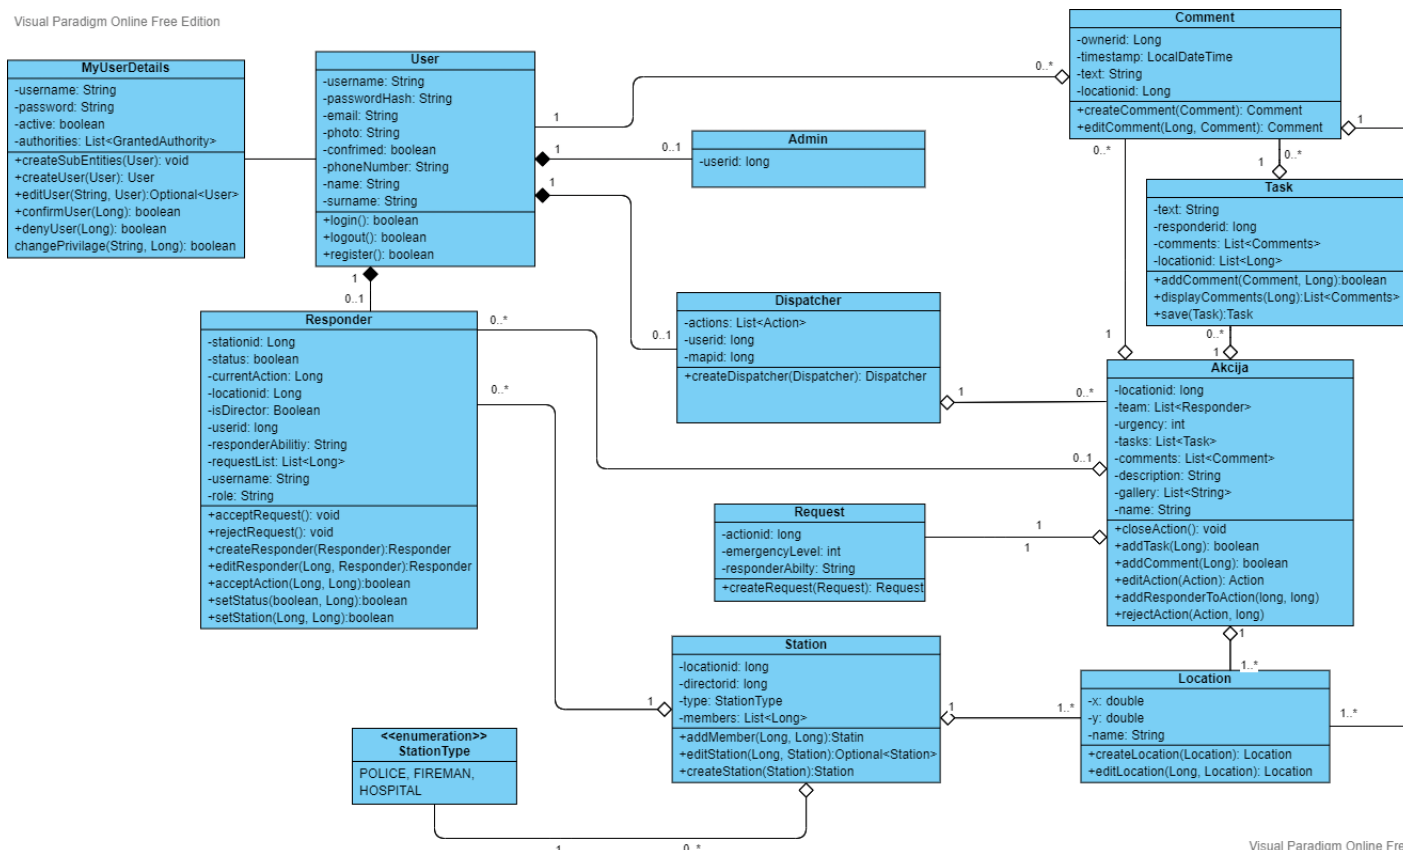 Visual Paradigm Online Free Edition
MyUserDetails
-username: String
-password: String
-active: boolean
-authorities: List<GrantedAuthority>
+createSubEntities(User): void
+createUser(User): User
+editUser(String, User):Optional<User>
+confirmUser(Long): boolean
+denyUser(Long): boolean
changePrivilage(String, Long): boolean
User
-username: String
-passwordHash: String
-email: String
-photo: String
-confrimed: boolean
-phoneNumber: String
-name: String
-surname: String
+login(): boolean
+logout(): boolean
+register(): boolean
1
1
1
1
0..1
0..*
0..1
0..1
Comment
-ownerid: Long
-timestamp: LocalDateTime
-text: String
-locationid: Long
+createComment(Comment): Comment
+editComment(Long, Comment): Comment
1
0..*
1
0..*
Admin
-userid: long
Task
-text: String
-responderid: long
-comments: List<Comments>
-locationid: List<Long>
+addComment(Comment, Long):boolean
+displayComments(Long):List<Comments>
+save(Task):Task
1
0..*
1
Dispatcher
-actions: List<Action>
-userid: long
-mapid: long
+createDispatcher(Dispatcher): Dispatcher
1
0..*
Responder
-stationid: Long
-status: boolean
-currentAction: Long
-locationid: Long
-isDirector: Boolean
-userid: long
-responderAbilitiy: String
-requestList: List<Long>
-username: String
-role: String
+acceptRequest(): void
+rejectRequest(): void
+createResponder(Responder):Responder
+editResponder(Long, Responder):Responder
+acceptAction(Long, Long):boolean
+setStatus(boolean, Long):boolean
+setStation(Long, Long):boolean
0..*
0..*
0..1
Akcija
-locationid: long
-team: List<Responder>
-urgency: int
-tasks: List<Task>
-comments: List<Comment>
-description: String
-gallery: List<String>
-name: String
+closeAction(): void
+addTask(Long): boolean
+addComment(Long): boolean
+editAction(Action): Action
+addResponderToAction(long, long)
+rejectAction(Action, long)
Request
-actionid: long
-emergencyLevel: int
-responderAbilty: String
+createRequest(Request): Request
1
1
Station
-locationid: long
-directorid: long
-type: StationType
-members: List<Long>
+addMember(Long, Long):Statin
+editStation(Long, Station):Optional<Station>
+createStation(Station):Station
1
1
1..*
1
1..*
Location
-x: double
-y: double
-name: String
+createLocation(Location): Location
+editLocation(Long, Location): Location
1..*
<<enumeration>>
StationType
POLICE, FIREMAN,
HOSPITAL
1
0..*
Visual Paradigm Online Fre